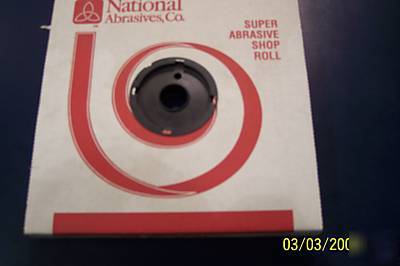 National
Abrasives, Co.
SUPER
ABRASIVE
SHOP
ROLL
03/03/200